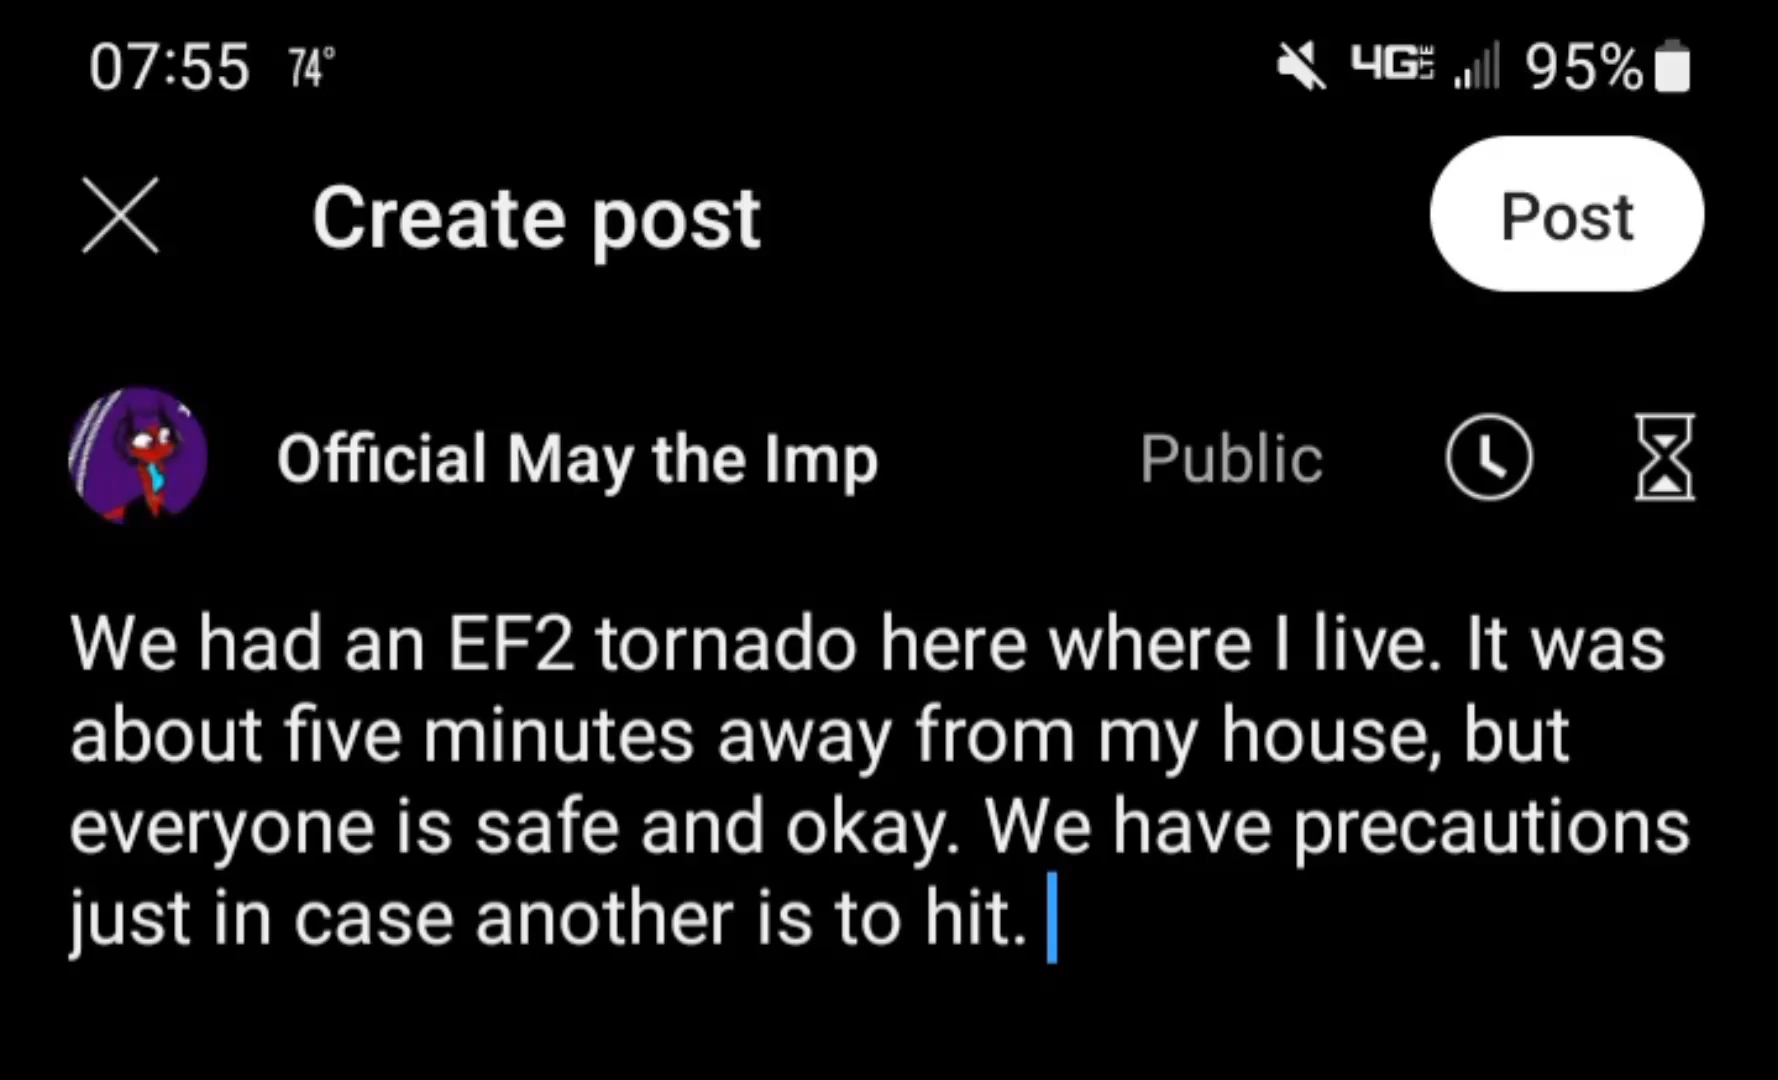 07:55 74° 4G LTE 95%
Create post Post
Official May the Imp Public
We had an EF2 tornado here where I live. It was
about five minutes away from my house, but
everyone is safe and okay. We have precautions
just in case another is to hit.